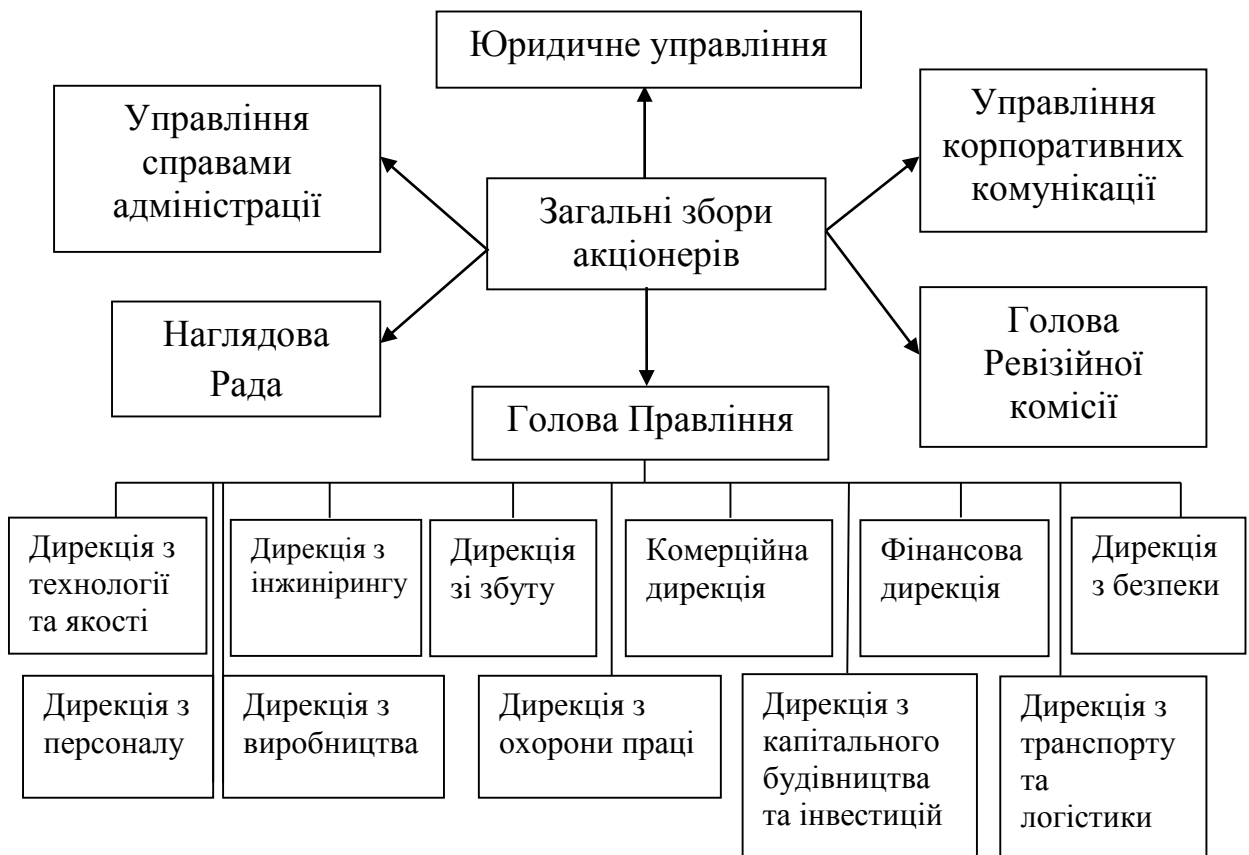 Юридичне управління
Управління
справами
адміністрації
Управління
корпоративних
комунікації
Загальні збори
акціонерів
Наглядова
Рада
Голова
Ревізійної
комісії
Голова Правління
Дирекція з
технології
та якості
Дирекція з
інжинірингу
Дирекція
зі збуту
Комерційна
дирекція
Фінансова
дирекція
Дирекція
з безпеки
Дирекція з
персоналу
Дирекція з
виробництва
Дирекція з
охорони праці
Дирекція з
капітального
будівництва
та інвестицій
Дирекція з
транспорту
та
логістики